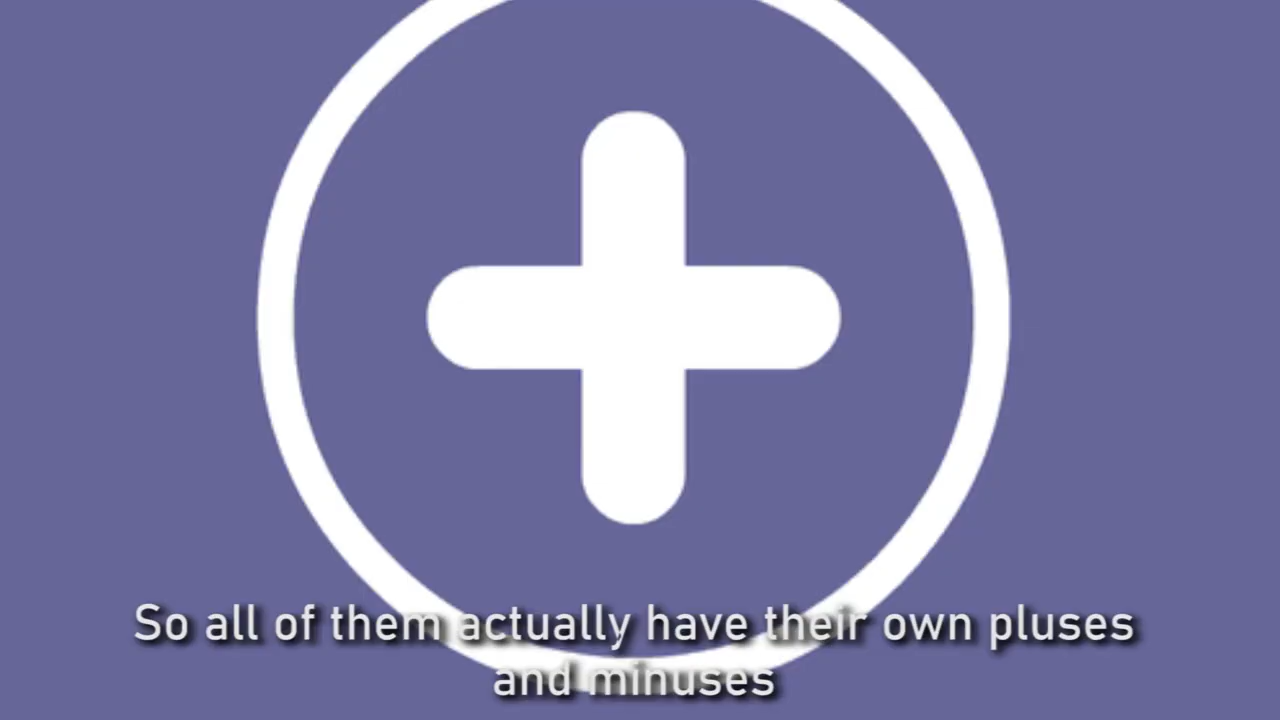 So all of them actually have their own pluses
and minuses